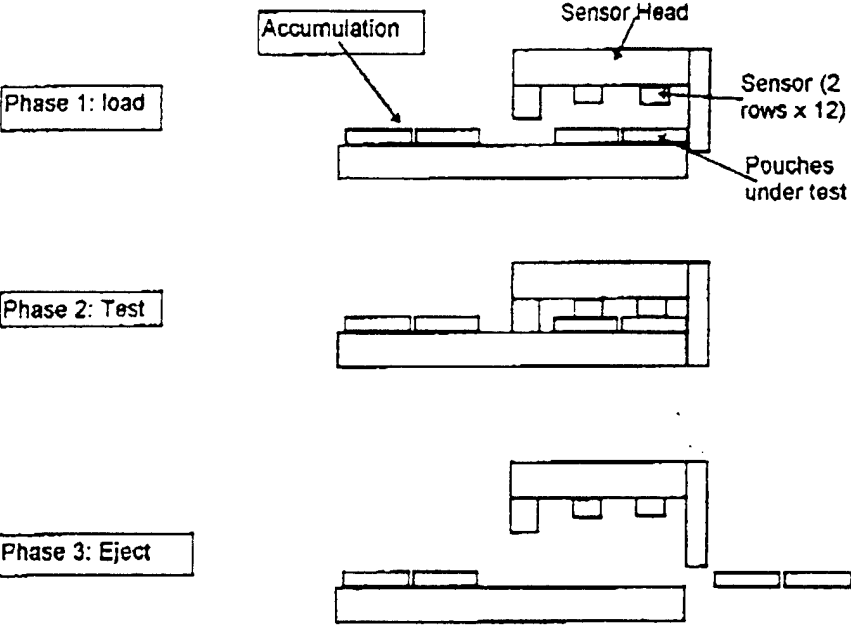 Sensor Head
Accumulation
Phase 1: load
Sensor (2
rows x 12)
Pouches
under test
Phase 2: Test
Phase 3: Eject